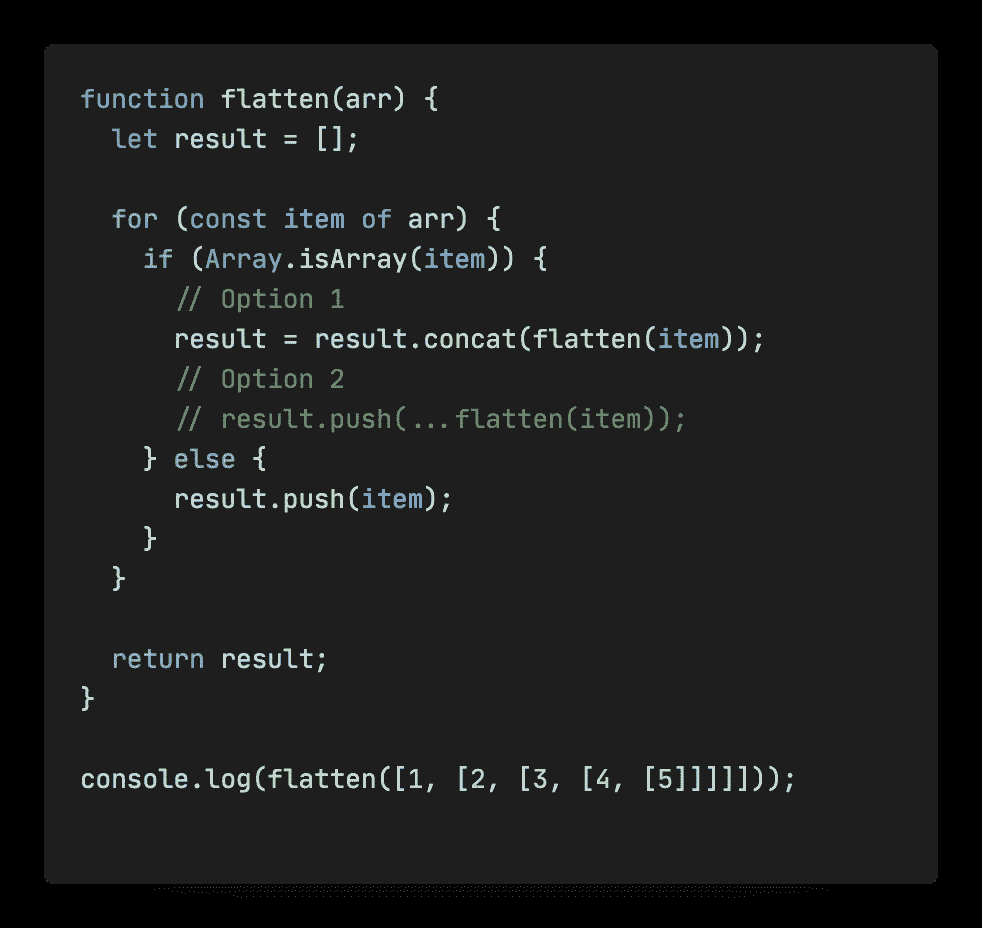 function flatten(arr) {
  let result = [];

  for (const item of arr) {
    if (Array.isArray(item)) {
      // Option 1
      result = result.concat(flatten(item));
      // Option 2
      // result.push(...flatten(item));
    } else {
      result.push(item);
    }
  }

  return result;
}

console.log(flatten([1, [2, [3, [4, [5]]]]]));